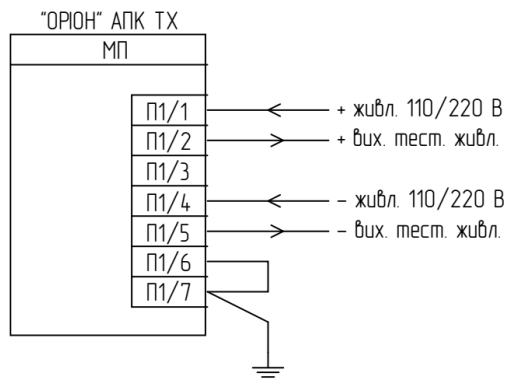 "ОРІОН" АПК ТХ
МП
П1/1
+ живл. 110/220 В
П1/2
+ вих. тест. живл.
П1/3
П1/4
- живл. 110/220 В
П1/5
- вих. тест. живл.
П1/6
П1/7